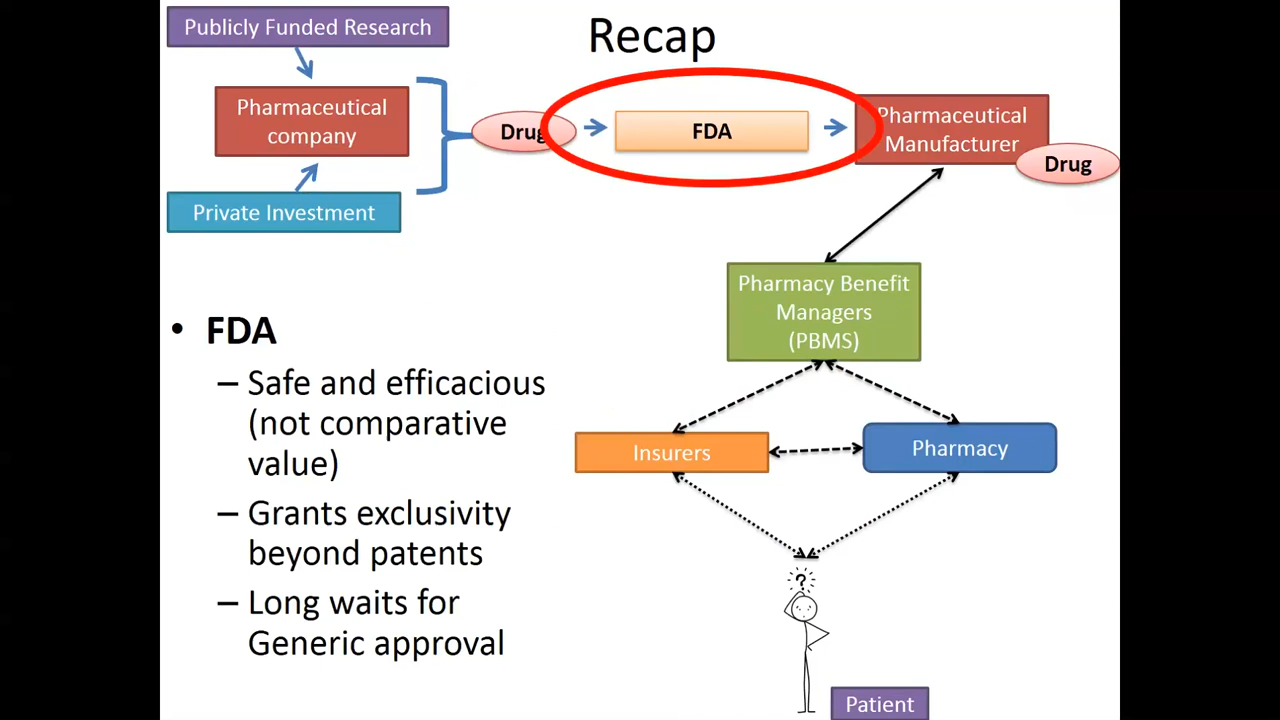 Publicly Funded Research
Recap
Pharmaceutical
company
Drug
FDA
Pharmaceutical
Manufacturer
Drug
Private Investment
Pharmacy Benefit
Managers
(PBMS)
• FDA
– Safe and efficacious
(not comparative
value)
– Grants exclusivity
beyond patents
– Long waits for
Generic approval
Insurers
Pharmacy
?
Patient